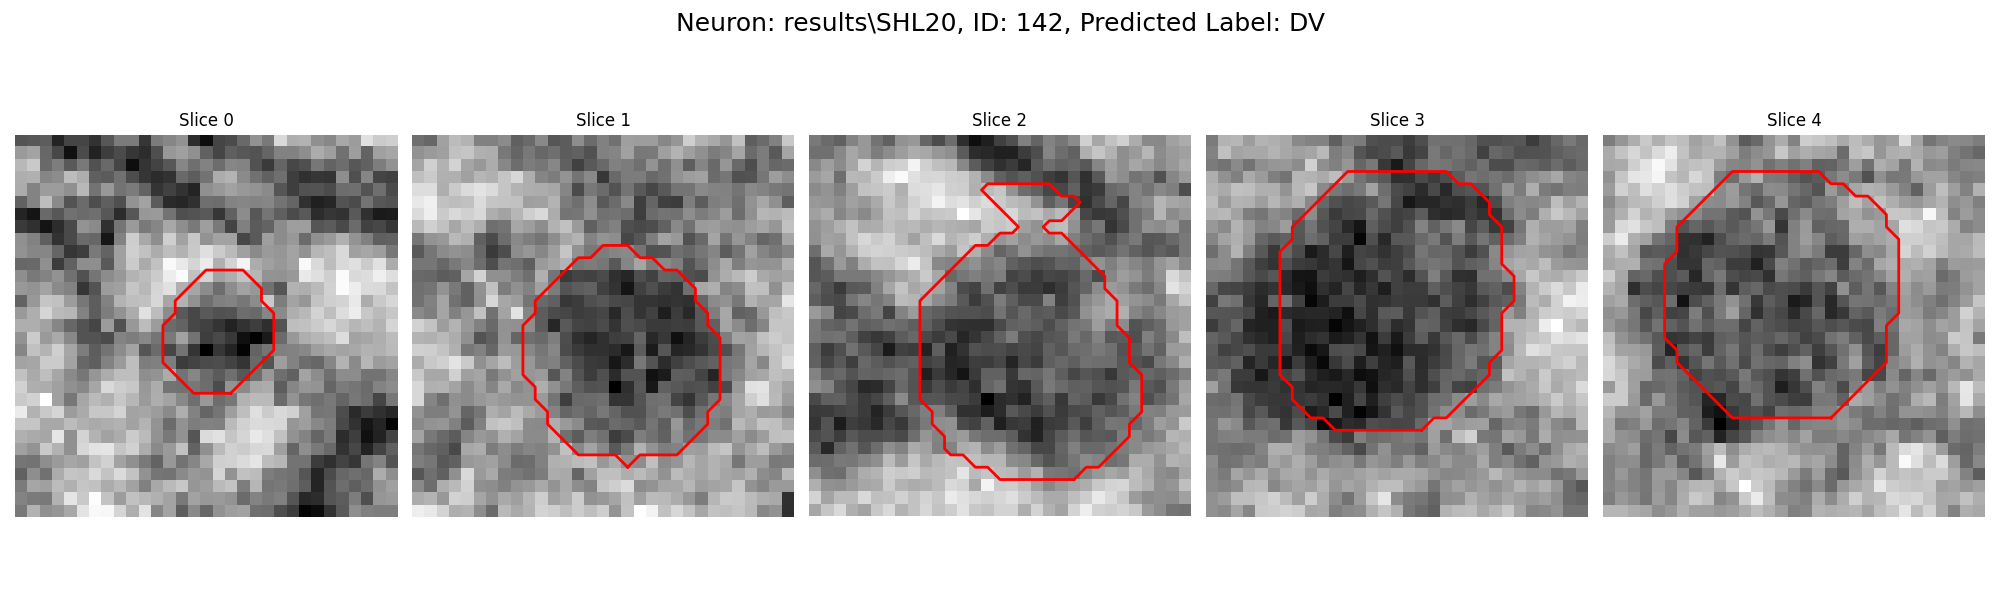 Neuron: results\SHL20, ID: 142, Predicted Label: DV
Slice 0
Slice 1
Slice 2
Slice 3
Slice 4